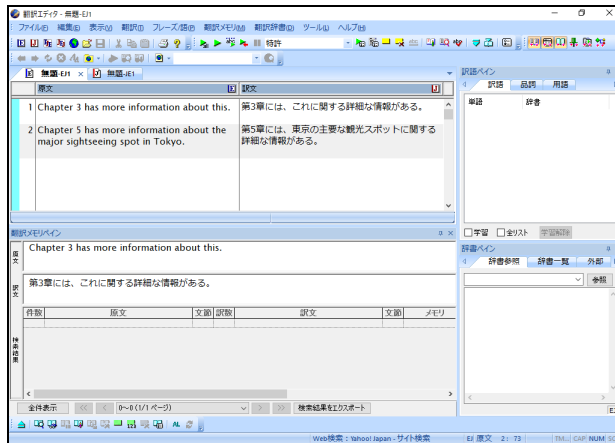 翻訳エディタ - 無題-EJ1
ファイル(F) 編集(E) 表示(V) 翻訳(T) フレーズ/語(P) 翻訳メモリ(M) 翻訳辞書(D) ツール(L) ヘルプ(H)
特許
無題-EJ1 × 無題-JE1
原文 E 訳文 J
1 Chapter 3 has more information about this. 第3章には、これに関する詳細な情報がある。
2 Chapter 5 has more information about the 第5章には、東京の主要な観光スポットに関する
major sightseeing spot in Tokyo. 詳細な情報がある。
訳語ペイン
訳語 品詞 用語
単語 辞書
学習 全リスト 学習解除
翻訳メモリペイン
原文 Chapter 3 has more information about this.
訳文 第3章には、これに関する詳細な情報がある。
件数 原文 文節 訳数 訳文 文節 メモリ
検索結果
全件表示 << < 0～0 (1/1 ページ) > >> 検索結果をエクスポート
辞書ペイン
辞書参照 辞書一覧 外部
参照
Web検索：Yahoo! Japan - サイト検索 EJ 原文 2: 73 TM... CAP NUM